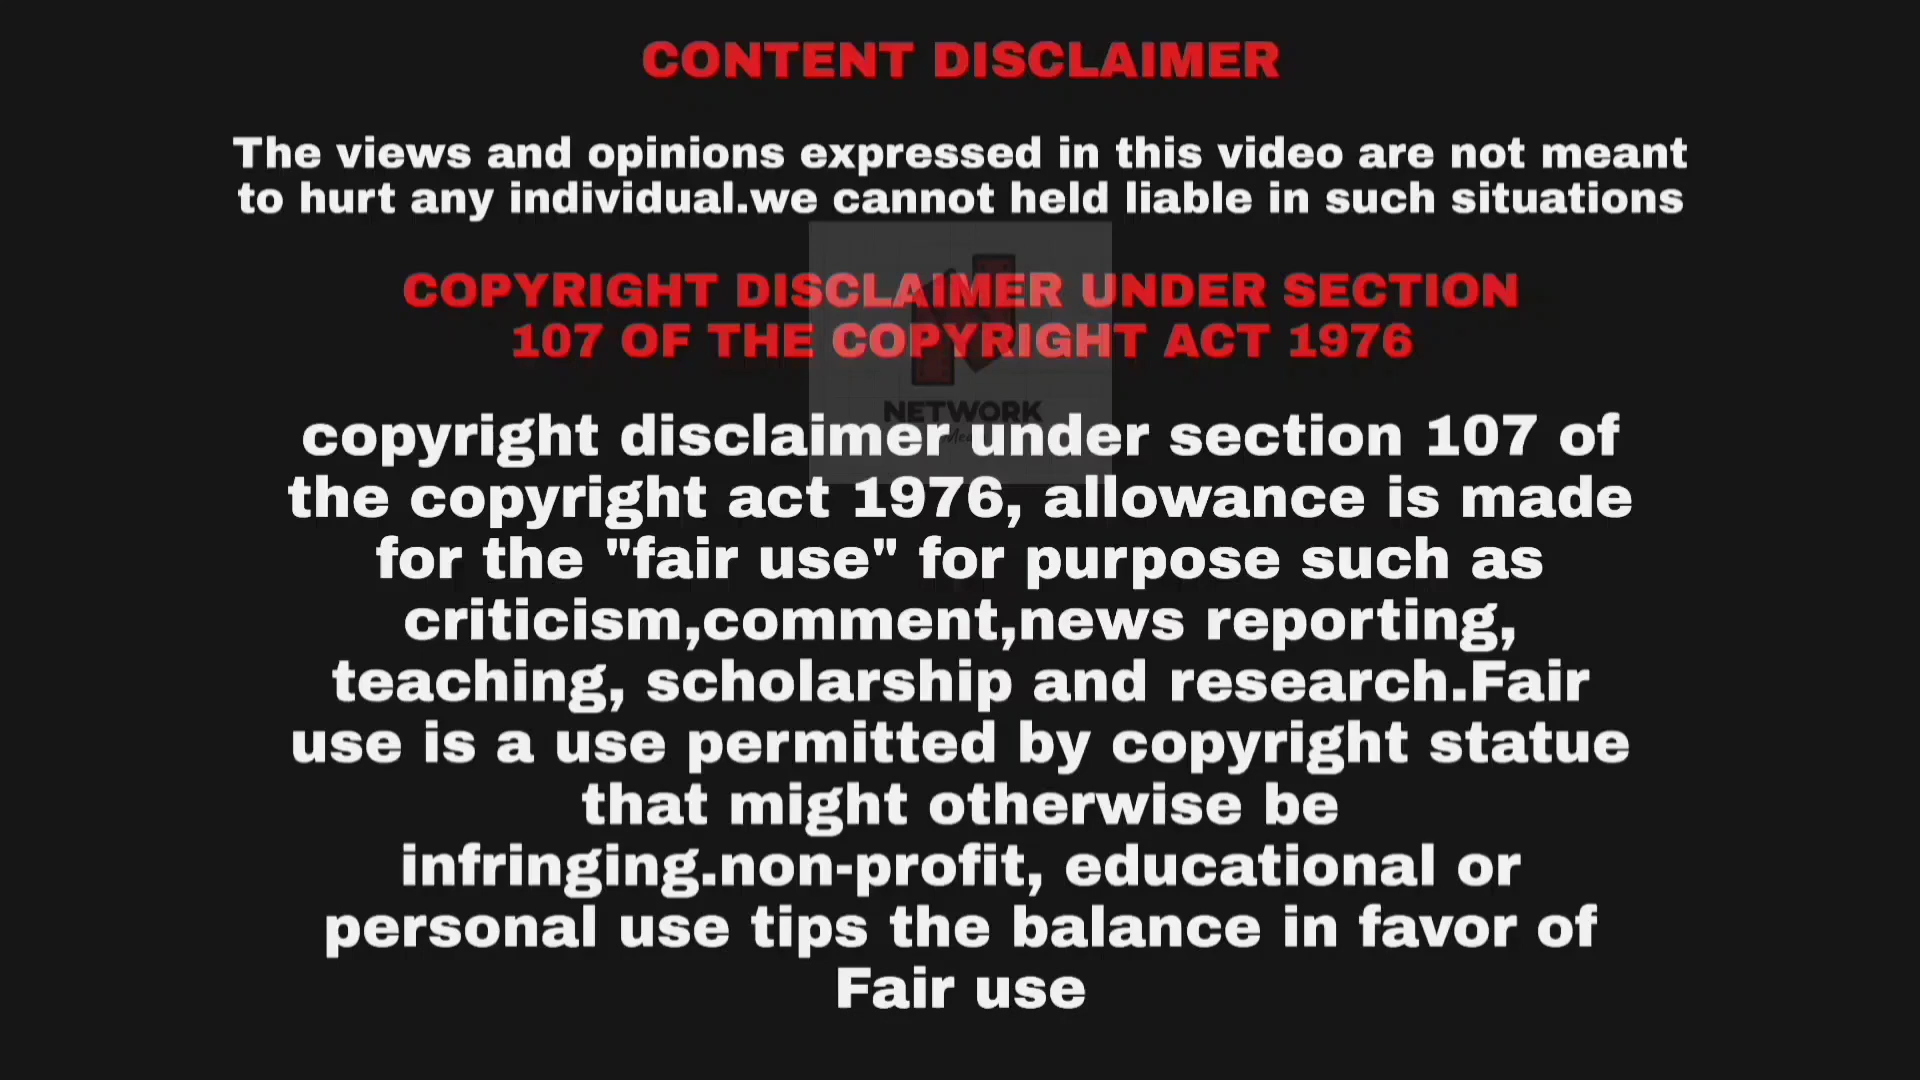 CONTENT DISCLAIMER
The views and opinions expressed in this video are not meant
to hurt any individual.we cannot held liable in such situations
COPYRIGHT DISCLAIMER UNDER SECTION
107 OF THE COPYRIGHT ACT 1976
NETWORK
copyright disclaimer under section 107 of
the copyright act 1976, allowance is made
for the "fair use" for purpose such as
criticism,comment,news reporting,
teaching, scholarship and research.Fair
use is a use permitted by copyright statue
that might otherwise be
infringing.non-profit, educational or
personal use tips the balance in favor of
Fair use